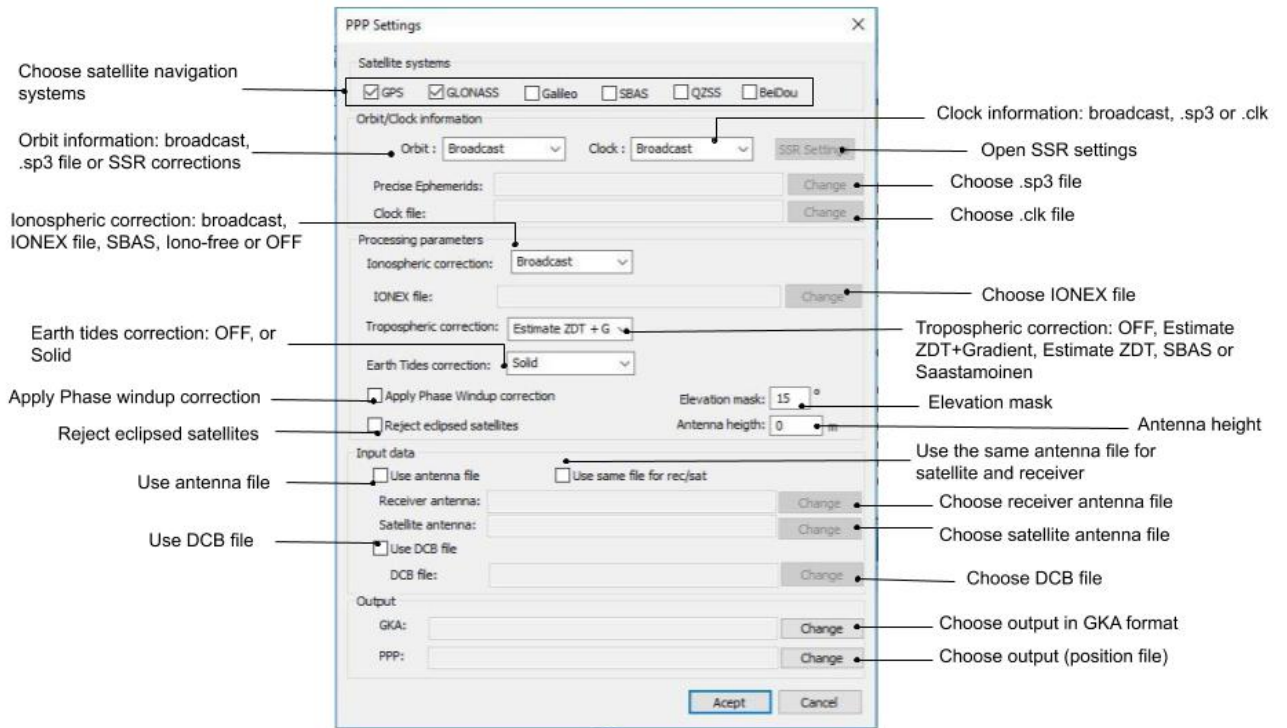 PPP Settings
Satellite systems
Choose satellite navigation
systems
GPS GLONASS Galileo SBAS QZSS BeiDou
Orbit/Clock information
Clock information: broadcast, .sp3 or .clk
Orbit information: broadcast,
.sp3 file or SSR corrections
Orbit : Broadcast Clock : Broadcast SSR Settings
Open SSR settings
Precise Ephemerids: Change
Choose .sp3 file
Clock file: Change
Choose .clk file
Ionospheric correction: broadcast,
IONEX file, SBAS, Iono-free or OFF
Processing parameters
Ionospheric correction: Broadcast
IONEX file: Change
Choose IONEX file
Tropospheric correction: Estimate ZDT + G
Tropospheric correction: OFF, Estimate
ZDT+Gradient, Estimate ZDT, SBAS or
Saastamoinen
Earth tides correction: OFF, or
Solid
Earth Tides correction: Solid
Apply Phase windup correction
Apply Phase Windup correction
Elevation mask: 15 °
Elevation mask
Reject eclipsed satellites
Reject eclipsed satellites
Antenna heigth: 0 m
Antenna height
Input data
Use the same antenna file for
satellite and receiver
Use antenna file
Use antenna file
Use same file for rec/sat
Receiver antenna: Change
Choose receiver antenna file
Satellite antenna: Change
Choose satellite antenna file
Use DCB file
Use DCB file
DCB file: Change
Choose DCB file
Output
GKA: Change
Choose output in GKA format
PPP: Change
Choose output (position file)
Acept Cancel